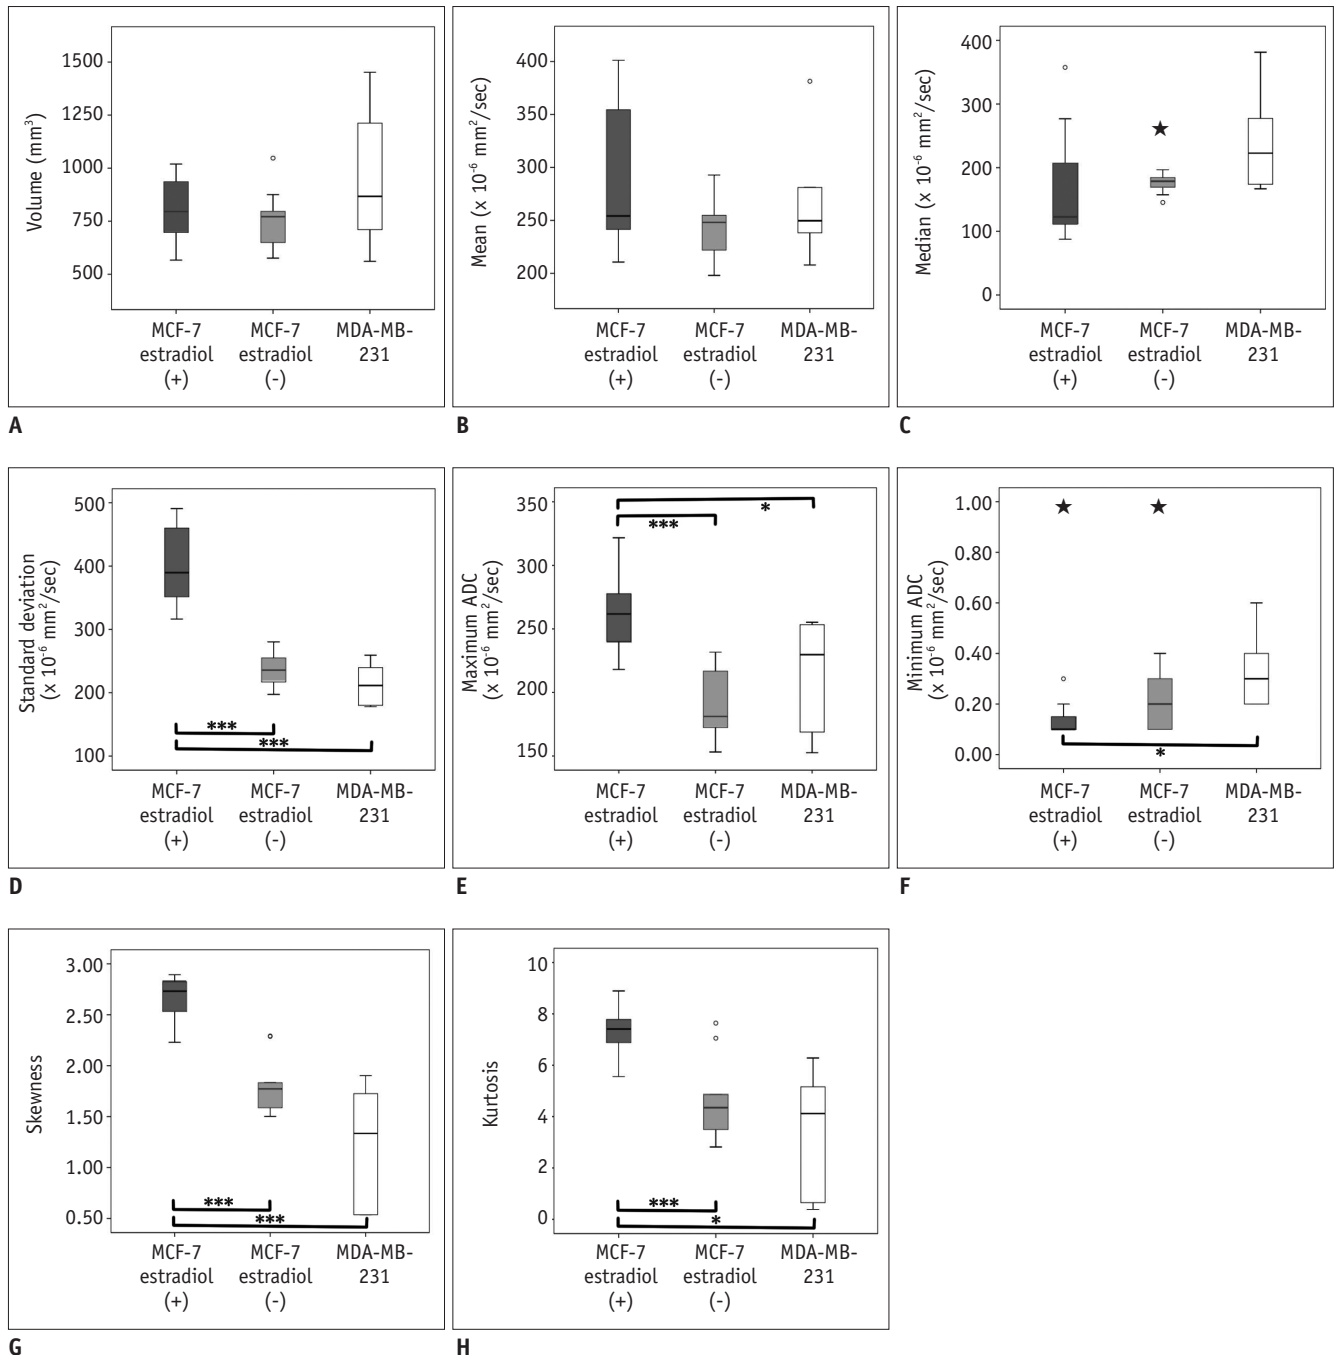 1500
1250
1000
750
500
Volume (mm³)
MCF-7 estradiol (+)
MCF-7 estradiol (-)
MDA-MB-231
A
400
350
300
250
200
Mean (x 10⁻⁶ mm²/sec)
MCF-7 estradiol (+)
MCF-7 estradiol (-)
MDA-MB-231
B
400
300
200
100
0
Median (x 10⁻⁶ mm²/sec)
MCF-7 estradiol (+)
MCF-7 estradiol (-)
MDA-MB-231
C
500
400
300
200
100
Standard deviation
(x 10⁻⁶ mm²/sec)
***
***
MCF-7 estradiol (+)
MCF-7 estradiol (-)
MDA-MB-231
D
350
300
250
200
150
Maximum ADC
(x 10⁻⁶ mm²/sec)
*
***
MCF-7 estradiol (+)
MCF-7 estradiol (-)
MDA-MB-231
E
1.00
0.80
0.60
0.40
0.20
0.00
Minimum ADC
(x 10⁻⁶ mm²/sec)
*
MCF-7 estradiol (+)
MCF-7 estradiol (-)
MDA-MB-231
F
3.00
2.50
2.00
1.50
1.00
0.50
Skewness
***
***
MCF-7 estradiol (+)
MCF-7 estradiol (-)
MDA-MB-231
G
10
8
6
4
2
0
Kurtosis
***
*
MCF-7 estradiol (+)
MCF-7 estradiol (-)
MDA-MB-231
H